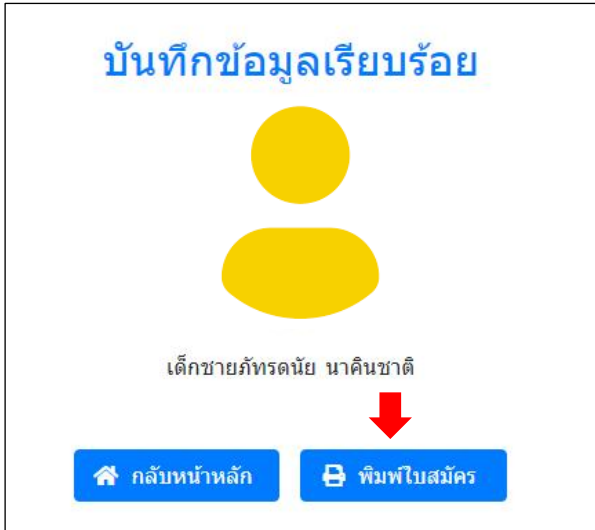 บันทึกข้อมูลเรียบร้อย
เด็กชายภัทรดนัย นาคินชาติ
กลับหน้าหลัก
พิมพ์ใบสมัคร